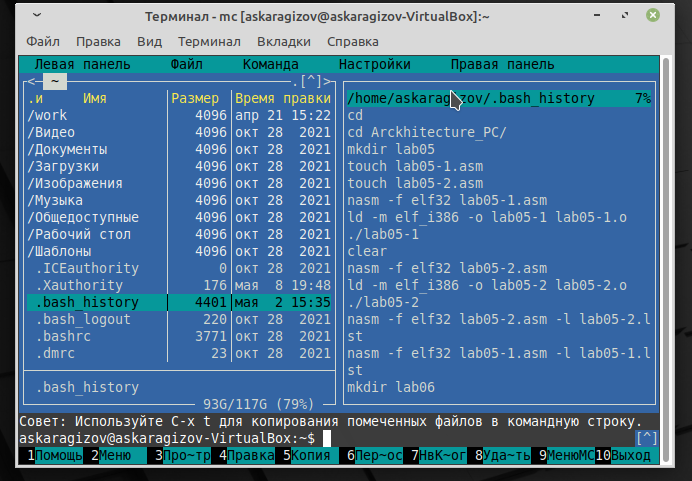 Терминал - mc [askaragizov@askaragizov-VirtualBox]:~
Файл Правка Вид Терминал Вкладки Справка
Левая панель Файл Команда Настройки Правая панель
<─ ~ .[^]>
.и Имя Размер Время правки
/work 4096 апр 21 15:22
/Видео 4096 окт 28 2021
/Документы 4096 окт 28 2021
/Загрузки 4096 окт 28 2021
/Изображения 4096 окт 28 2021
/Музыка 4096 окт 28 2021
/Общедоступные 4096 окт 28 2021
/Рабочий стол 4096 окт 28 2021
/Шаблоны 4096 окт 28 2021
.ICEauthority 0 окт 28 2021
.Xauthority 176 мая 8 19:48
.bash_history 4401 мая 2 15:35
.bash_logout 220 окт 28 2021
.bashrc 3771 окт 28 2021
.dmrc 23 окт 28 2021
.bash_history
93G/117G (79%)
/home/askaragizov/.bash_history 7%
cd
cd Arckhitecture_PC/
mkdir lab05
touch lab05-1.asm
touch lab05-2.asm
nasm -f elf32 lab05-1.asm
ld -m elf_i386 -o lab05-1 lab05-1.o
./lab05-1
clear
nasm -f elf32 lab05-2.asm
ld -m elf_i386 -o lab05-2 lab05-2.o
./lab05-2
nasm -f elf32 lab05-2.asm -l lab05-2.l
st
nasm -f elf32 lab05-1.asm -l lab05-1.l
st
mkdir lab06
Совет: Используйте C-x t для копирования помеченных файлов в командную строку.
askaragizov@askaragizov-VirtualBox:~$ [^]
1Помощь 2Меню 3Про~тр 4Правка 5Копия 6Пер~ос 7НвК~ог 8Уда~ть 9МенюMC 10Выход